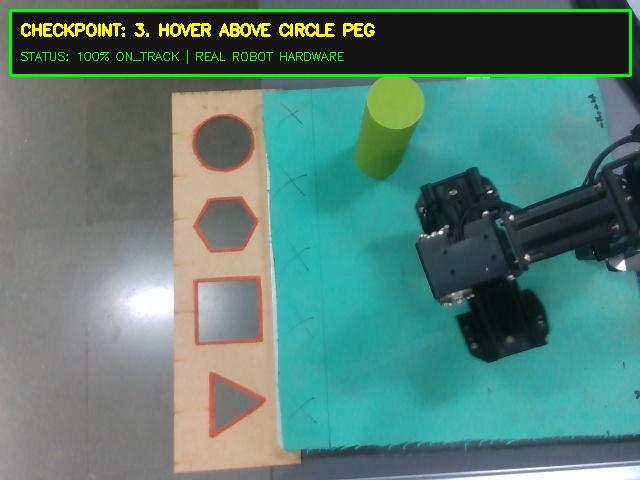 CHECKPOINT: 3. HOVER ABOVE CIRCLE PEG
STATUS: 100% ON_TRACK | REAL ROBOT HARDWARE